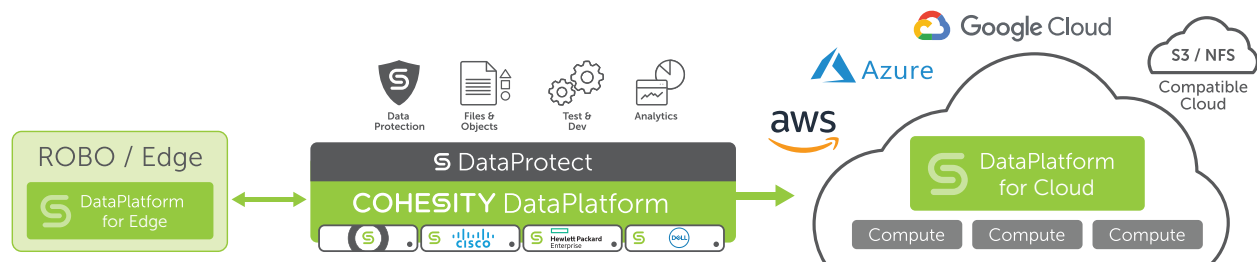 Google Cloud
Azure
aws
S3 / NFS
Compatible
Cloud
Data
Protection
Files &
Objects
Test &
Dev
Analytics
ROBO / Edge
DataPlatform
for Edge
DataProtect
COHESITY DataPlatform
CISCO
Hewlett Packard
Enterprise
DELL
DataPlatform
for Cloud
Compute
Compute
Compute